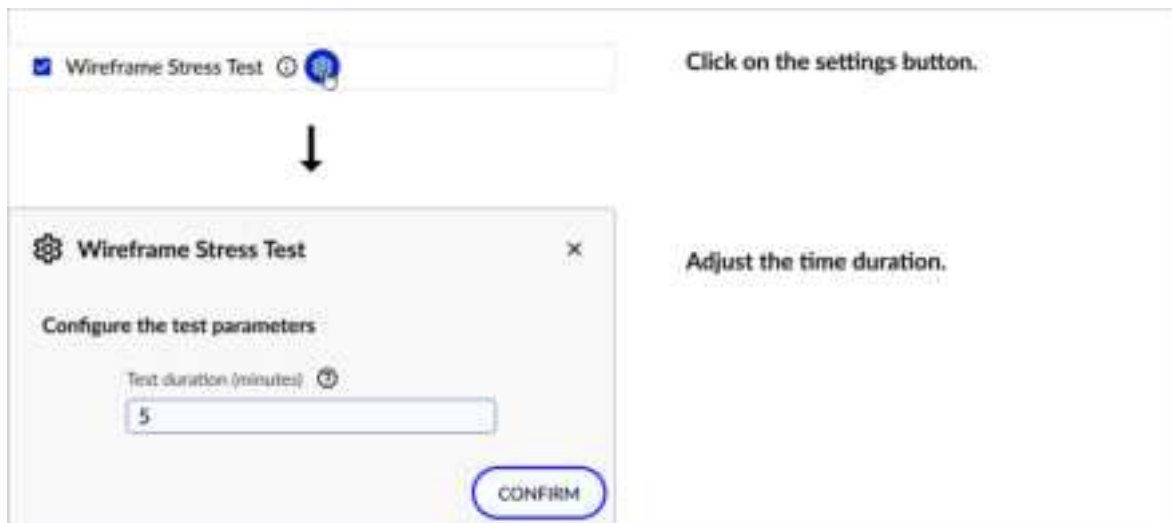 Wireframe Stress Test
Click on the settings button.
Wireframe Stress Test
Adjust the time duration.
Configure the test parameters
Test duration (minutes)
5
CONFIRM